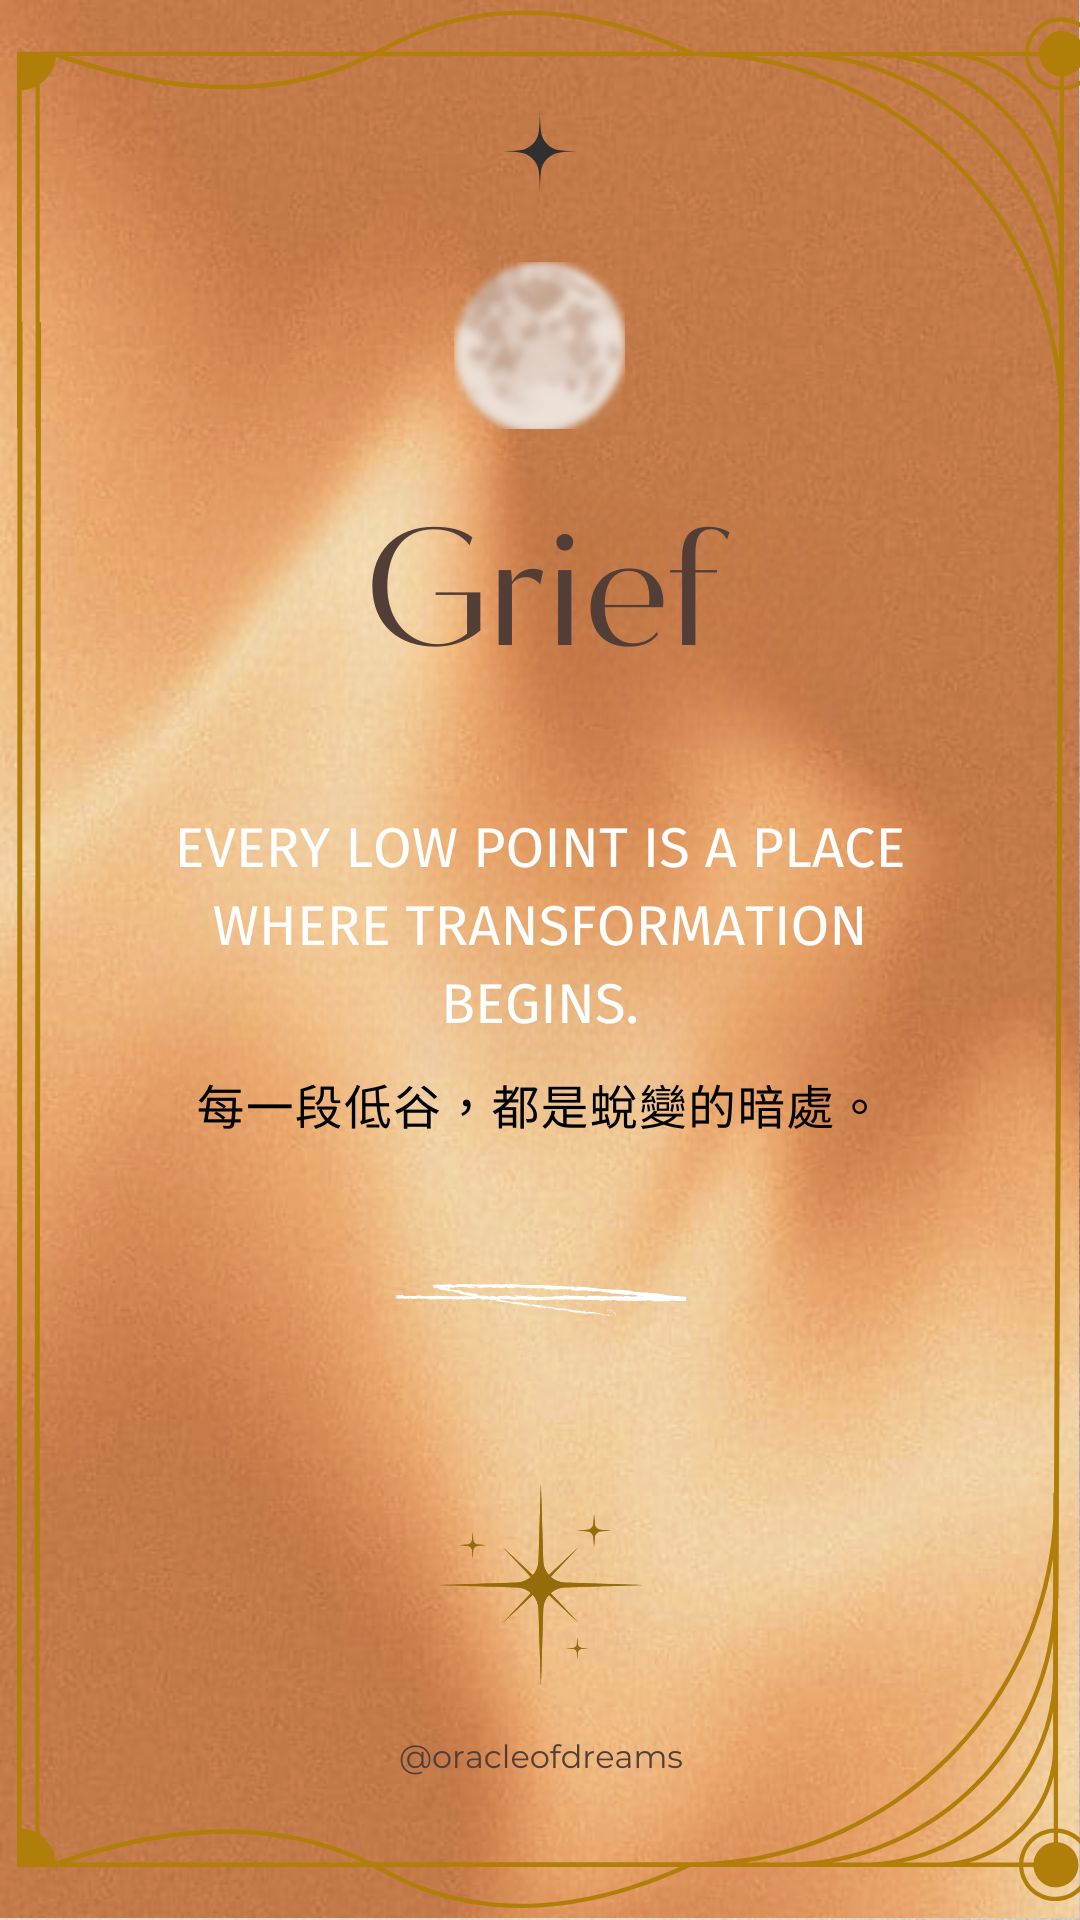 Grief
EVERY LOW POINT IS A PLACE
WHERE TRANSFORMATION
BEGINS.
每一段低谷，都是蛻變的暗處。
@oracleofdreams